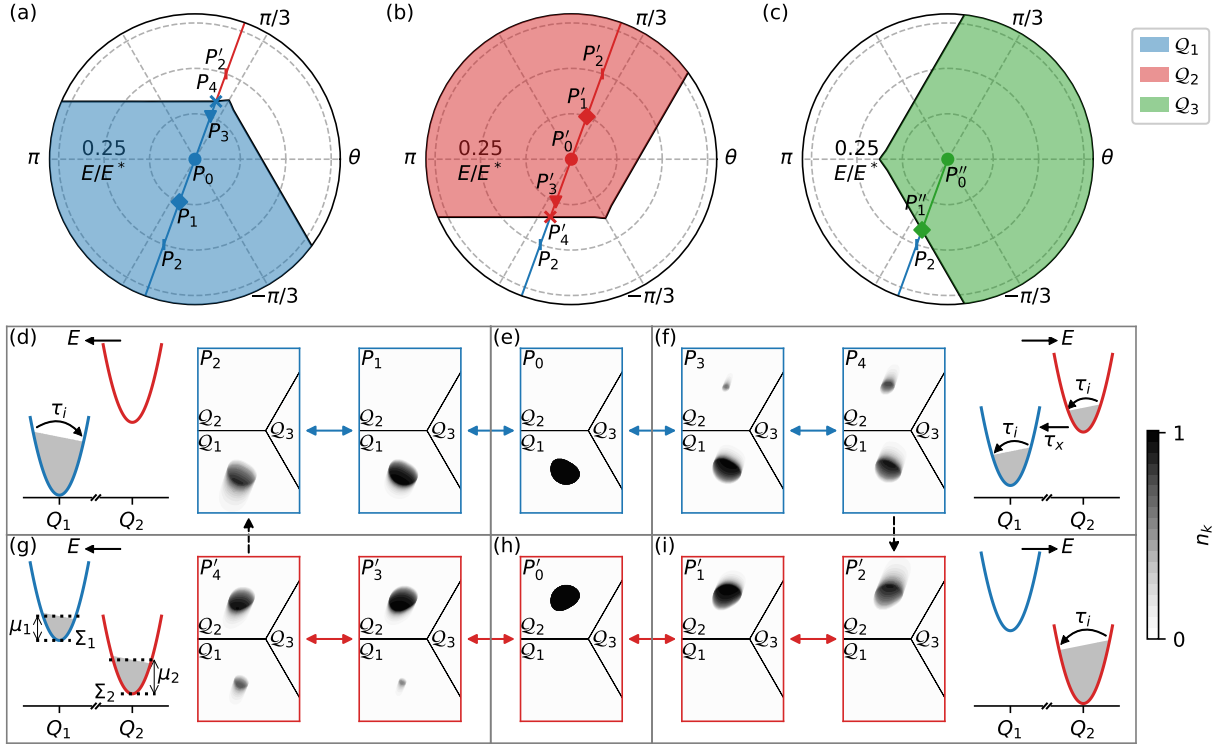 (a)
π/3
P′₂
P₄
P₃
0.25
E/E*
π
θ
P₀
P₁
P₂
−π/3
(b)
π/3
P′₂
P′₁
0.25
E/E*
π
θ
P′₀
P′₃
P′₄
P₂
−π/3
(c)
π/3
0.25
E/E*
π
θ
P″₀
P″₁
P₂
−π/3
𝒬₁
𝒬₂
𝒬₃
(d)
E
τᵢ
Q₁
Q₂
P₂
𝒬₂
𝒬₁
𝒬₃
P₁
𝒬₂
𝒬₁
𝒬₃
(e)
P₀
𝒬₂
𝒬₁
𝒬₃
(f)
P₃
𝒬₂
𝒬₁
𝒬₃
P₄
𝒬₂
𝒬₁
𝒬₃
E
τᵢ
τᵢ
τₓ
Q₁
Q₂
(g)
E
μ₁
Σ₁
Σ₂
μ₂
Q₁
Q₂
P′₄
𝒬₂
𝒬₁
𝒬₃
P′₃
𝒬₂
𝒬₁
𝒬₃
(h)
P′₀
𝒬₂
𝒬₁
𝒬₃
(i)
P′₁
𝒬₂
𝒬₁
𝒬₃
P′₂
𝒬₂
𝒬₁
𝒬₃
E
τᵢ
Q₁
Q₂
1
nₖ
0